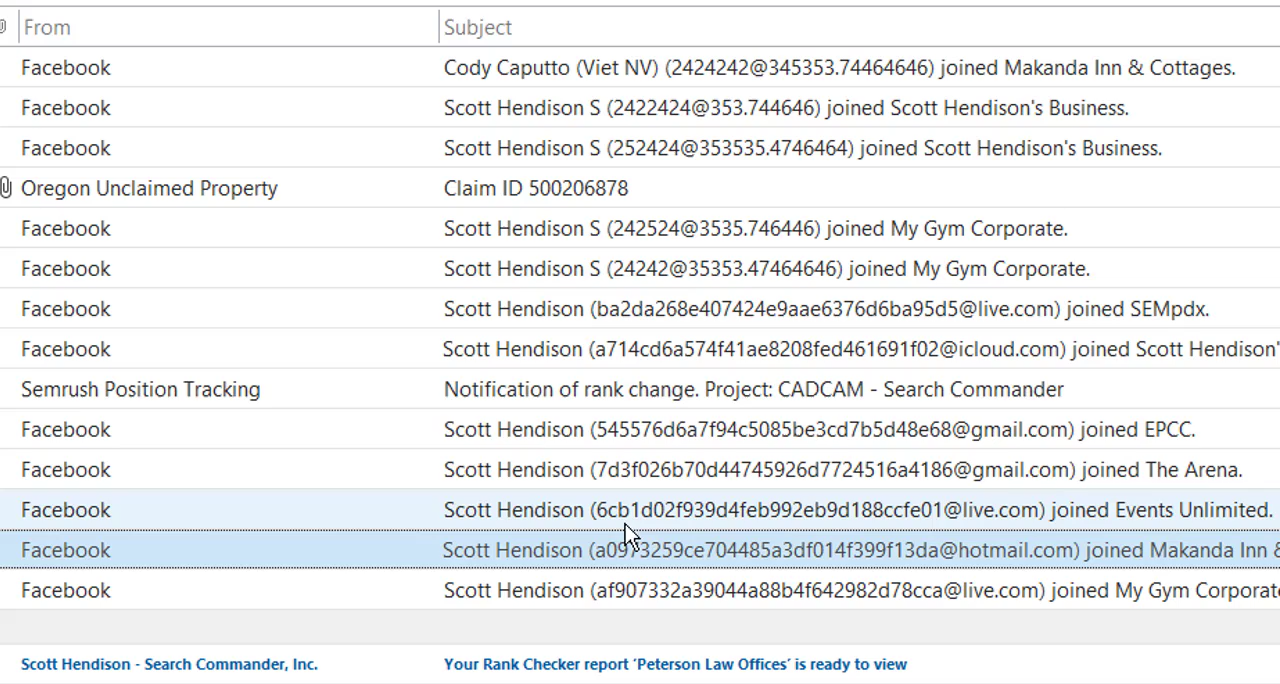 From Subject
Facebook Cody Caputto (Viet NV) (2424242@345353.74464646) joined Makanda Inn & Cottages.
Facebook Scott Hendison S (2422424@353.744646) joined Scott Hendison's Business.
Facebook Scott Hendison S (252424@353535.4746464) joined Scott Hendison's Business.
Oregon Unclaimed Property Claim ID 500206878
Facebook Scott Hendison S (242524@3535.746446) joined My Gym Corporate.
Facebook Scott Hendison S (24242@35353.47464646) joined My Gym Corporate.
Facebook Scott Hendison (ba2da268e407424e9aae6376d6ba95d5@live.com) joined SEMpdx.
Facebook Scott Hendison (a714cd6a574f41ae8208fed461691f02@icloud.com) joined Scott Hendison'
Semrush Position Tracking Notification of rank change. Project: CADCAM - Search Commander
Facebook Scott Hendison (545576d6a7f94c5085be3cd7b5d48e68@gmail.com) joined EPCC.
Facebook Scott Hendison (7d3f026b70d44745926d7724516a4186@gmail.com) joined The Arena.
Facebook Scott Hendison (6cb1d02f939d4feb992eb9d188ccfe01@live.com) joined Events Unlimited.
Facebook Scott Hendison (a0973259ce704485a3df014f399f13da@hotmail.com) joined Makanda Inn &
Facebook Scott Hendison (af907332a39044a88b4f642982d78cca@live.com) joined My Gym Corporate
Scott Hendison - Search Commander, Inc. Your Rank Checker report ‘Peterson Law Offices’ is ready to view